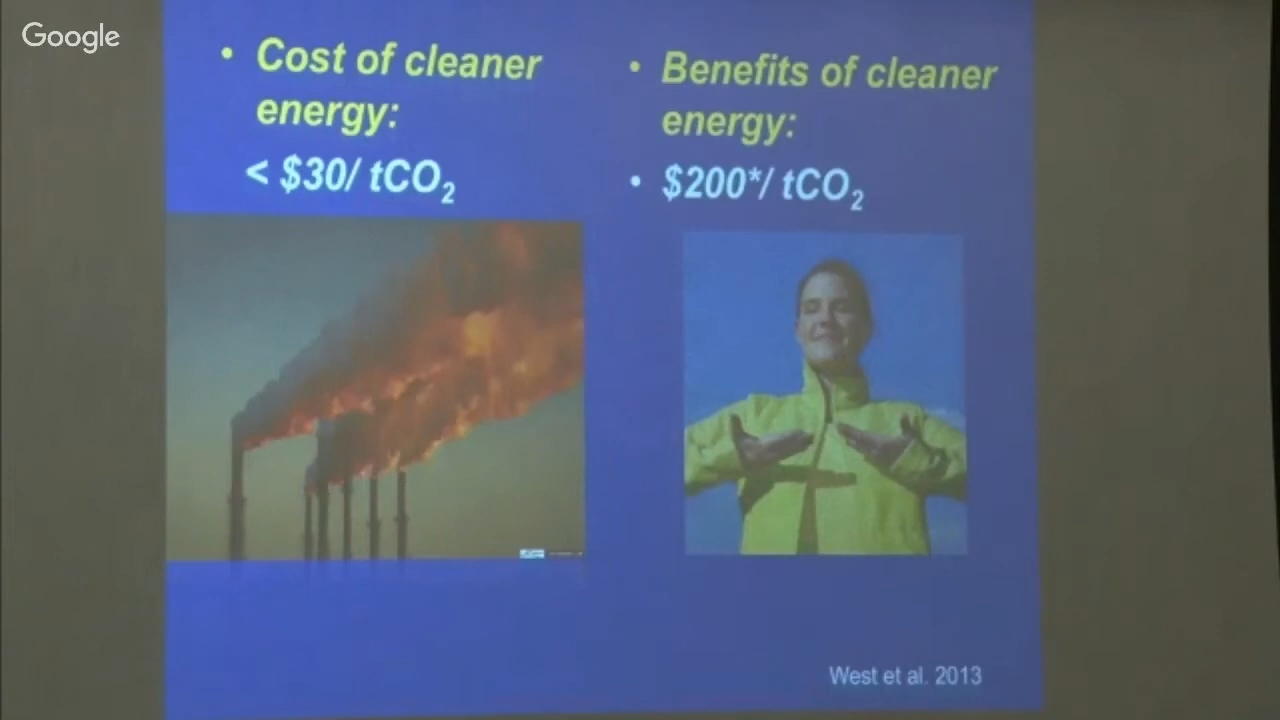 Google
• Cost of cleaner
energy:
< $30/ tCO₂
• Benefits of cleaner
energy:
• $200*/ tCO₂
West et al. 2013